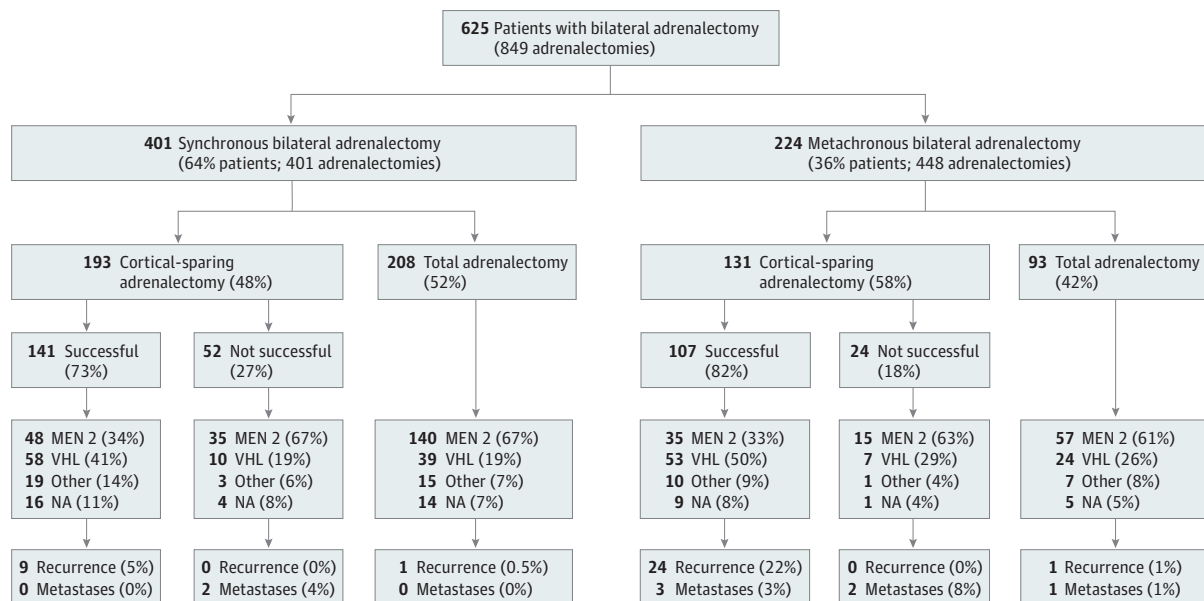 625 Patients with bilateral adrenalectomy
(849 adrenalectomies)
401 Synchronous bilateral adrenalectomy
(64% patients; 401 adrenalectomies)
224 Metachronous bilateral adrenalectomy
(36% patients; 448 adrenalectomies)
193 Cortical-sparing
adrenalectomy (48%)
208 Total adrenalectomy
(52%)
131 Cortical-sparing
adrenalectomy (58%)
93 Total adrenalectomy
(42%)
141 Successful
(73%)
52 Not successful
(27%)
107 Successful
(82%)
24 Not successful
(18%)
48 MEN 2 (34%)
58 VHL (41%)
19 Other (14%)
16 NA (11%)
35 MEN 2 (67%)
10 VHL (19%)
3 Other (6%)
4 NA (8%)
140 MEN 2 (67%)
39 VHL (19%)
15 Other (7%)
14 NA (7%)
35 MEN 2 (33%)
53 VHL (50%)
10 Other (9%)
9 NA (8%)
15 MEN 2 (63%)
7 VHL (29%)
1 Other (4%)
1 NA (4%)
57 MEN 2 (61%)
24 VHL (26%)
7 Other (8%)
5 NA (5%)
9 Recurrence (5%)
0 Metastases (0%)
0 Recurrence (0%)
2 Metastases (4%)
1 Recurrence (0.5%)
0 Metastases (0%)
24 Recurrence (22%)
3 Metastases (3%)
0 Recurrence (0%)
2 Metastases (8%)
1 Recurrence (1%)
1 Metastases (1%)